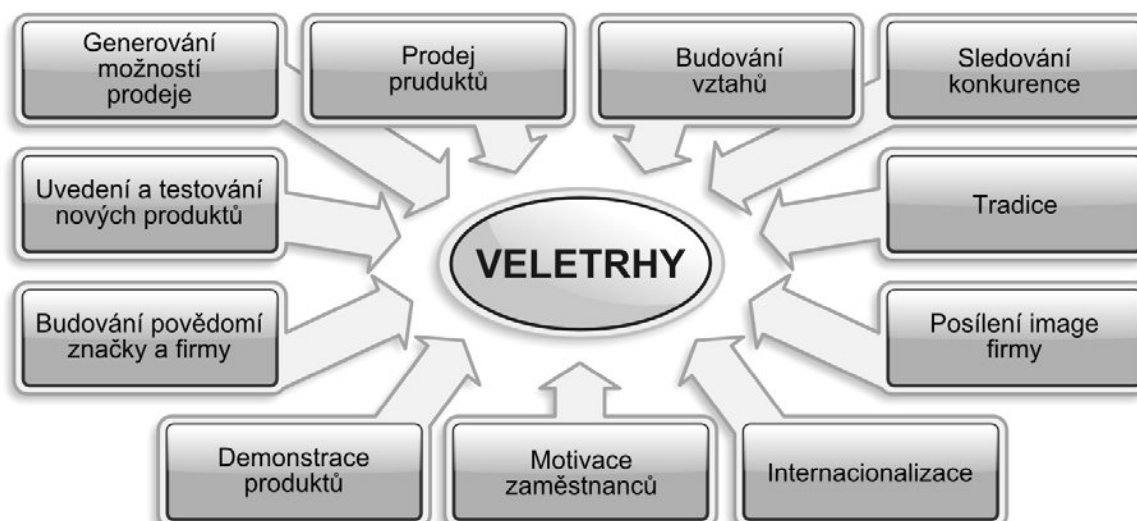 Generování
možností
prodeje
Prodej
pruduktů
Budování
vztahů
Sledování
konkurence
Uvedení a testování
nových produktů
VELETRHY
Tradice
Budování povědomí
značky a firmy
Posílení image
firmy
Demonstrace
produktů
Motivace
zaměstnanců
Internacionalizace